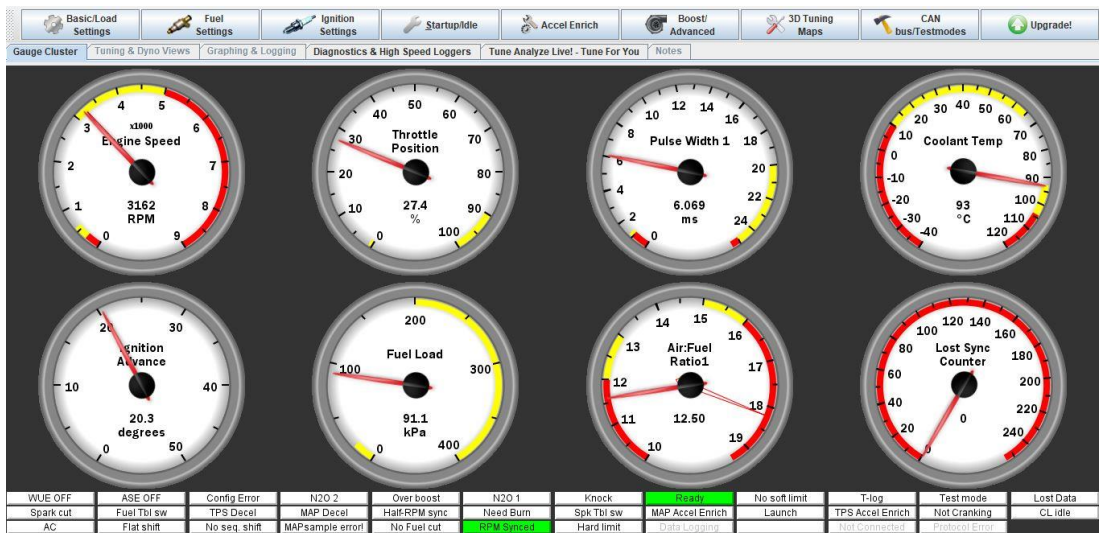 Basic/Load
Settings
Fuel
Settings
Ignition
Settings
Startup/Idle
Accel Enrich
Boost/
Advanced
3D Tuning
Maps
CAN
bus/Testmodes
Upgrade!
Gauge Cluster
Tuning & Dyno Views
Graphing & Logging
Diagnostics & High Speed Loggers
Tune Analyze Live! - Tune For You
Notes
0 1 2 3 4 5 6 7 8 9
x1000
Engine Speed
3162
RPM
0 10 20 30 40 50 60 70 80 90 100
Throttle
Position
27.4
%
0 2 4 6 8 10 12 14 16 18 20 22 24
Pulse Width 1
6.069
ms
-40 -30 -20 -10 0 10 20 30 40 50 60 70 80 90 100 110 120
Coolant Temp
93
°C
0 10 20 30 40 50
Ignition
Advance
20.3
degrees
0 100 200 300 400
Fuel Load
91.1
kPa
10 11 12 13 14 15 16 17 18 19
Air:Fuel
Ratio1
12.50
0 20 40 60 80 100 120 140 160 180 200 220 240
Lost Sync
Counter
0
WUE OFF ASE OFF Config Error N2O 2 Over boost N2O 1 Knock Ready No soft limit T-log Test mode Lost Data
Spark cut Fuel Tbl sw TPS Decel MAP Decel Half-RPM sync Need Burn Spk Tbl sw MAP Accel Enrich Launch TPS Accel Enrich Not Cranking CL idle
AC Flat shift No seq. shift MAPsample error! No Fuel cut RPM Synced Hard limit Data Logging Not Connected Protocol Error